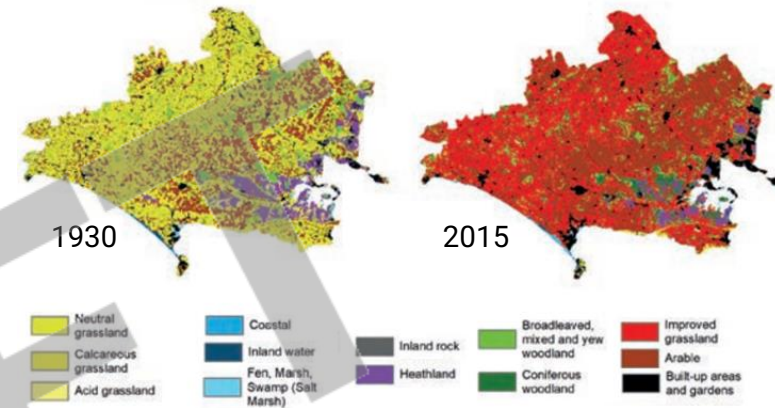 1930
2015
Neutral
grassland
Calcareous
grassland
Acid grassland
Coastal
Inland water
Fen, Marsh,
Swamp (Salt
Marsh)
Inland rock
Heathland
Broadleaved,
mixed and yew
woodland
Coniferous
woodland
Improved
grassland
Arable
Built-up areas
and gardens